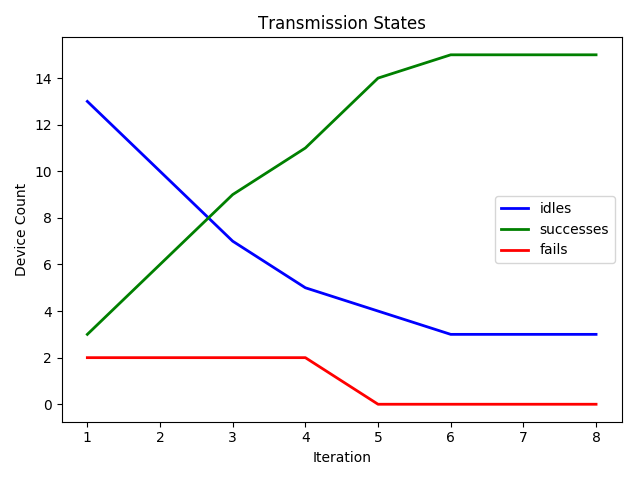 Transmission States
Device Count
14
12
10
8
6
4
2
0
idles
successes
fails
1 2 3 4 5 6 7 8
Iteration